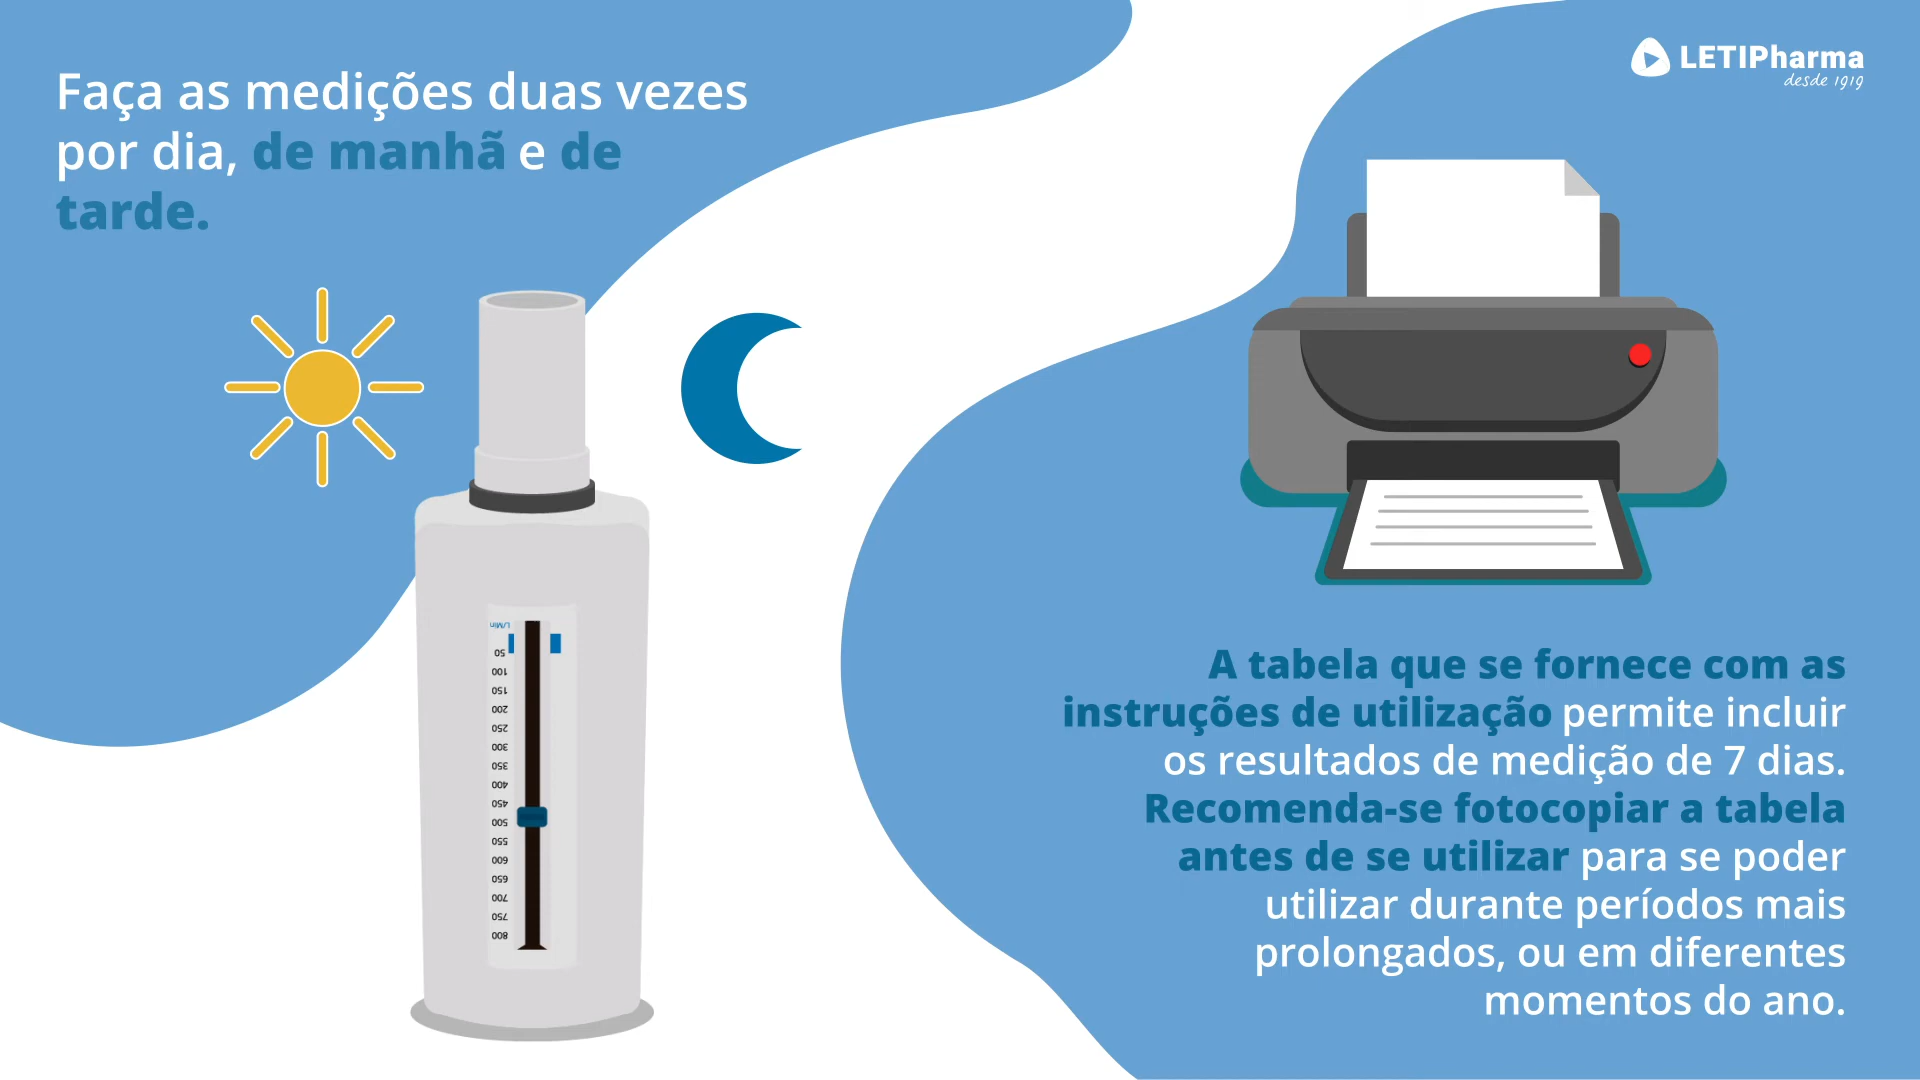 Faça as medições duas vezes
por dia, de manhã e de
tarde.
LETIPharma
desde 1919
L/Min
50
100
150
200
250
300
350
400
450
500
550
600
650
700
750
800
A tabela que se fornece com as
instruções de utilização permite incluir
os resultados de medição de 7 dias.
Recomenda-se fotocopiar a tabela
antes de se utilizar para se poder
utilizar durante períodos mais
prolongados, ou em diferentes
momentos do ano.